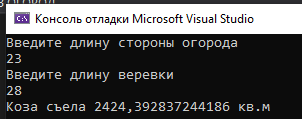 Консоль отладки Microsoft Visual Studio
Введите длину стороны огорода
23
Введите длину веревки
28
Коза съела 2424,392837244186 кв.м